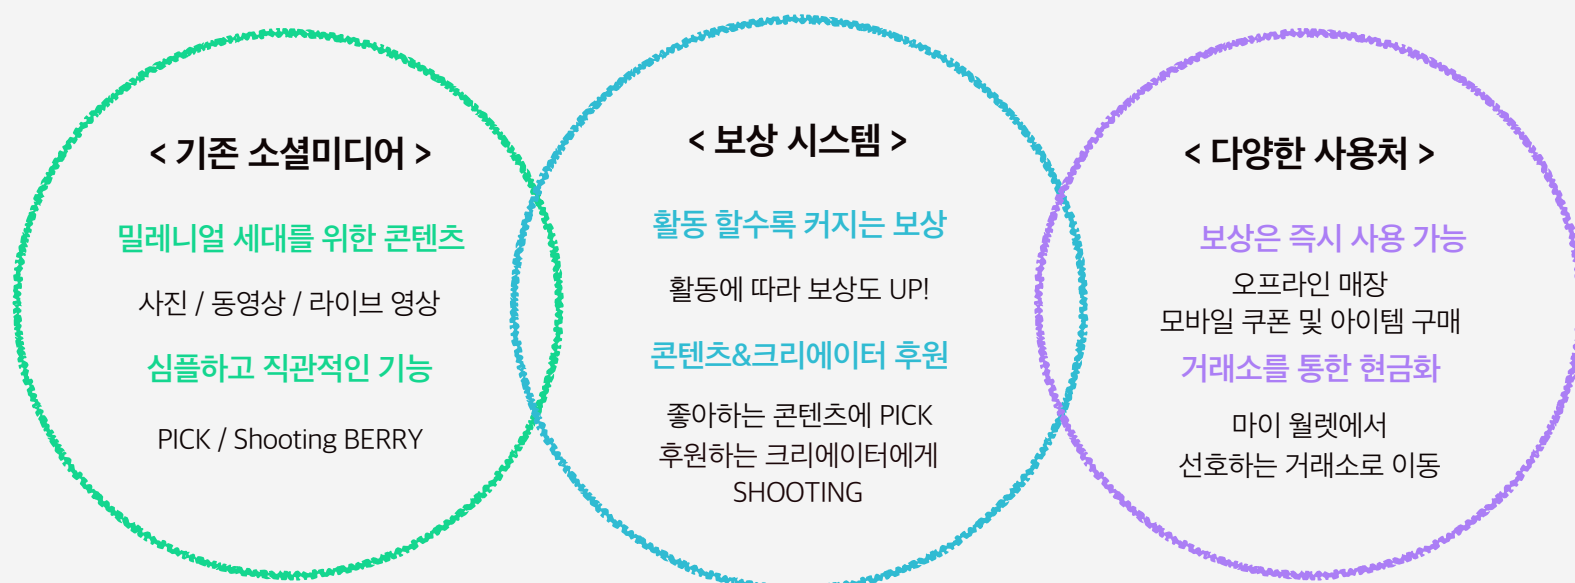 < 기존 소셜미디어 >
밀레니얼 세대를 위한 콘텐츠
사진 / 동영상 / 라이브 영상
심플하고 직관적인 기능
PICK / Shooting BERRY
< 보상 시스템 >
활동 할수록 커지는 보상
활동에 따라 보상도 UP!
콘텐츠&크리에이터 후원
좋아하는 콘텐츠에 PICK
후원하는 크리에이터에게
SHOOTING
< 다양한 사용처 >
보상은 즉시 사용 가능
오프라인 매장
모바일 쿠폰 및 아이템 구매
거래소를 통한 현금화
마이 월렛에서
선호하는 거래소로 이동